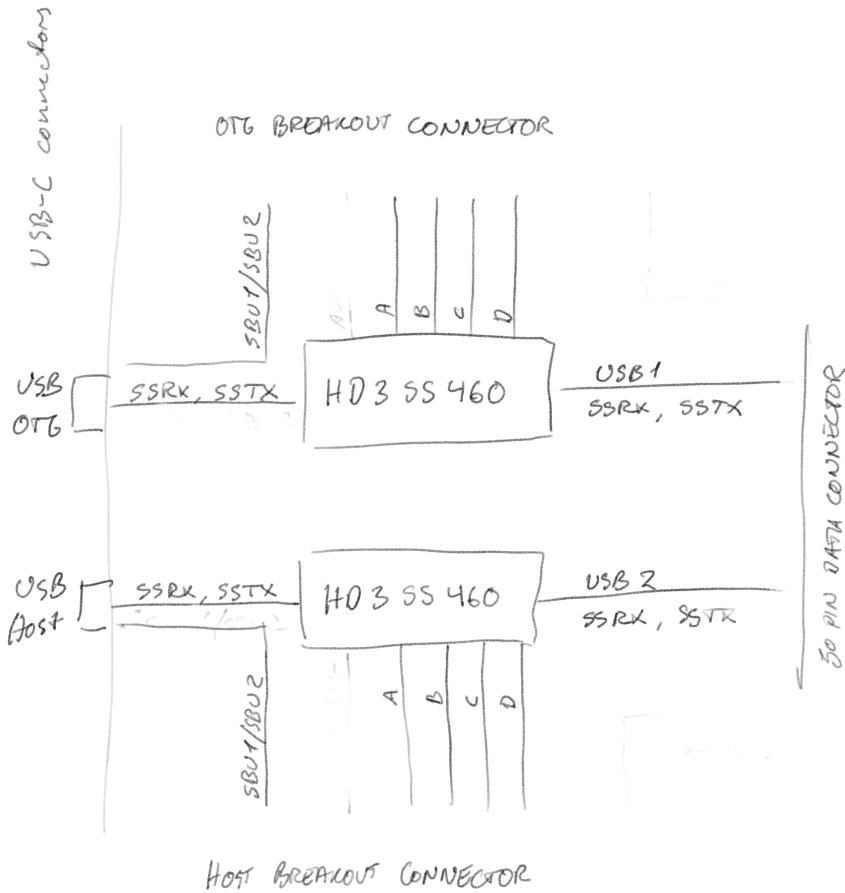 USB-C connectors
OTG BREAKOUT CONNECTOR
SBU1/SBU2
A
B
C
D
USB
OTG
SSRX, SSTX
HD3SS460
USB1
SSRX, SSTX
50 PIN DATA CONNECTOR
USB
HOST
SSRX, SSTX
HD3SS460
USB2
SSRX, SSTX
SBU1/SBU2
A
B
C
D
HOST BREAKOUT CONNECTOR